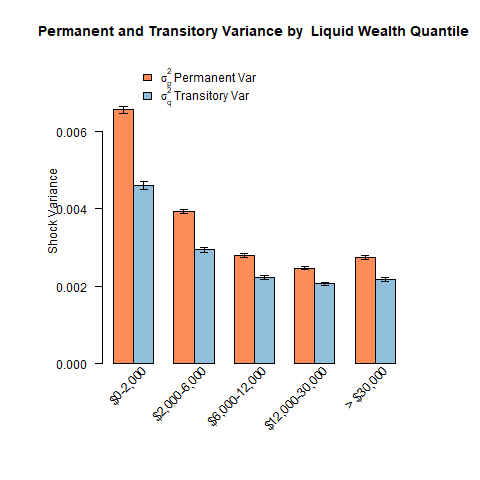 Permanent and Transitory Variance by  Liquid Wealth Quantile
σ²p Permanent Var
σ²q Transitory Var
Shock Variance
0.006
0.004
0.002
0.000
$0-2,000
$2,000-6,000
$6,000-12,000
$12,000-30,000
> $30,000